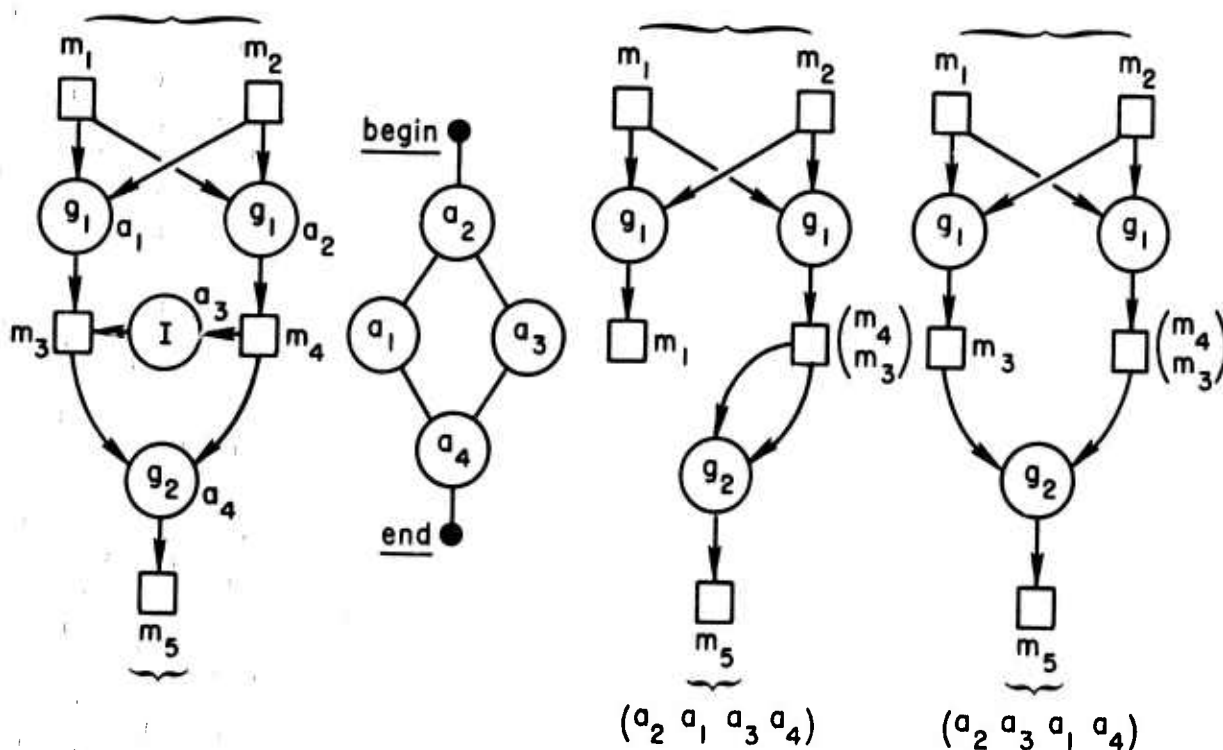 m1 m2
g1 a1 g1 a2
a3
m3 I m4
g2 a4
m5
begin
a2
a1 a3
a4
end
m1 m2
g1 g1
m1 (m4 m3)
g2
m5
(a2 a1 a3 a4)
m1 m2
g1 g1
m3 (m4 m3)
g2
m5
(a2 a3 a1 a4)